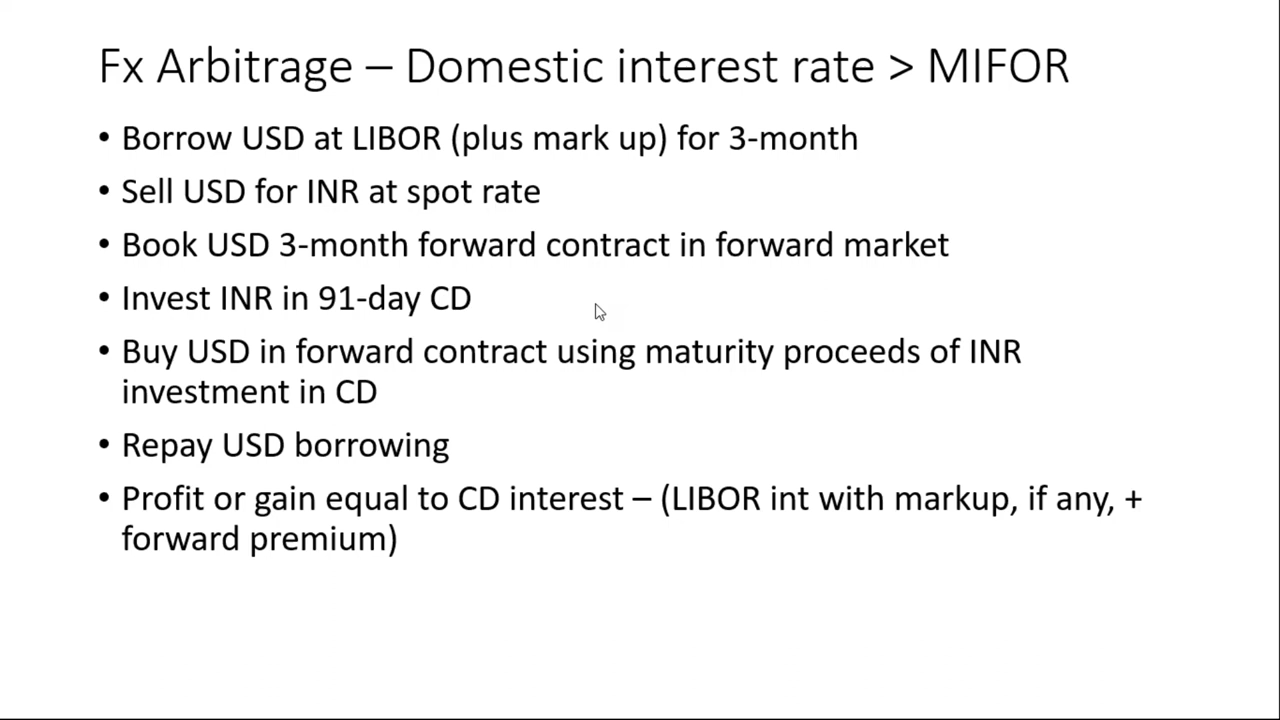 Fx Arbitrage – Domestic interest rate > MIFOR
• Borrow USD at LIBOR (plus mark up) for 3-month
• Sell USD for INR at spot rate
• Book USD 3-month forward contract in forward market
• Invest INR in 91-day CD
• Buy USD in forward contract using maturity proceeds of INR
investment in CD
• Repay USD borrowing
• Profit or gain equal to CD interest – (LIBOR int with markup, if any, +
forward premium)